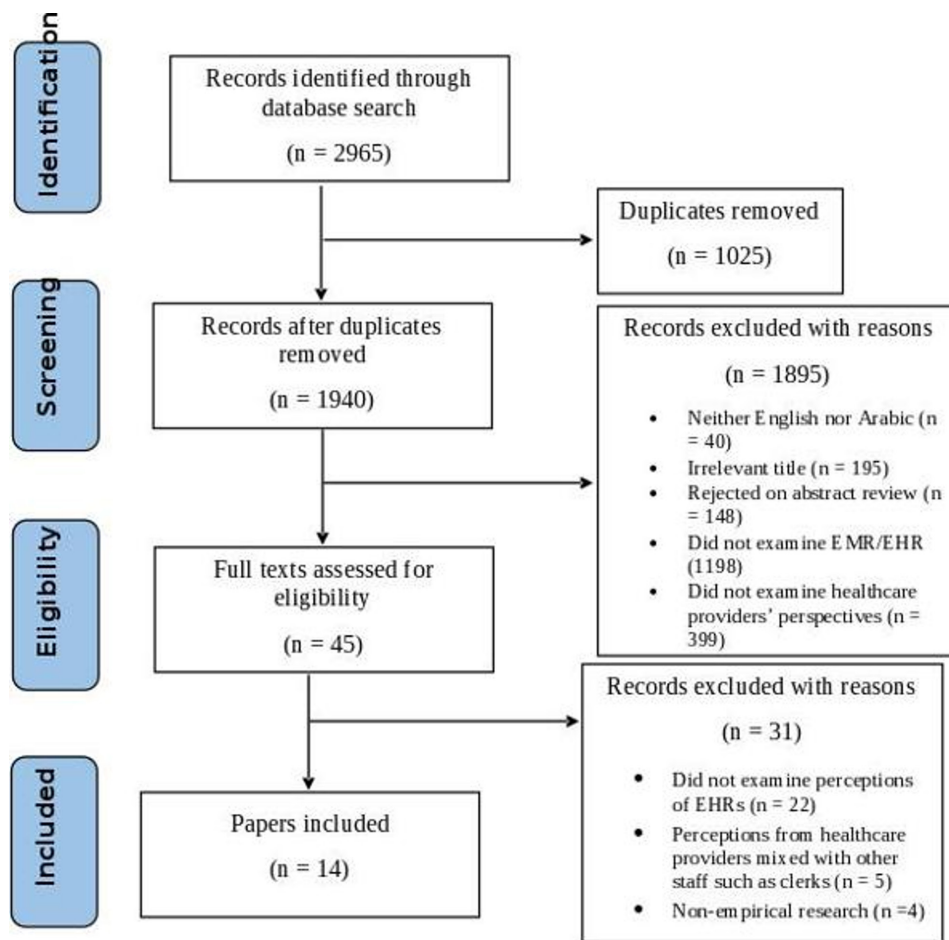 Identification
Records identified through
database search
(n = 2965)
Duplicates removed
(n = 1025)
Screening
Records after duplicates
removed
(n = 1940)
Records excluded with reasons
(n = 1895)
• Neither English nor Arabic (n
= 40)
• Irrelevant title (n = 195)
• Rejected on abstract review (n
= 148)
• Did not examine EMR/EHR
(1198)
• Did not examine healthcare
providers’ perspectives (n =
399)
Eligibility
Full texts assessed for
eligibility
(n = 45)
Records excluded with reasons
(n = 31)
• Did not examine perceptions
of EHRs (n = 22)
• Perceptions from healthcare
providers mixed with other
staff such as clerks (n = 5)
• Non-empirical research (n =4)
Included
Papers included
(n = 14)